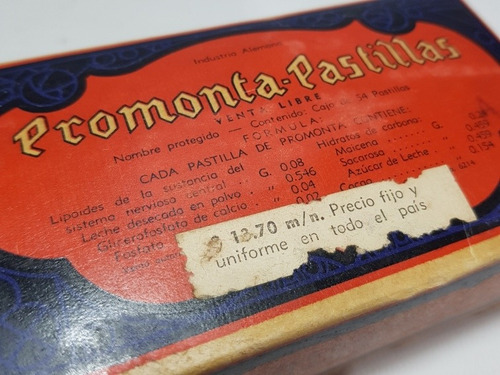 Industria Alemana
Promonta-Pastillas
VENTA LIBRE
Nombre protegido — Contenido: Caja de 54 Pastillas
FORMULA:
CADA PASTILLA DE PROMONTA CONTIENE:
Lipoides de la sustancia del
sistema nervioso central . G. 0.08
Leche desecada en polvo . " 0.546
Glicerofosfato de calcio . " 0.04
Fosfato 0.02
Hidratos de carbono:
Maicena G. 0.28
Sacarosa
Azúcar de Leche 0.154
Cacao
$ 13.70 m/n. Precio fijo y
uniforme en todo el país